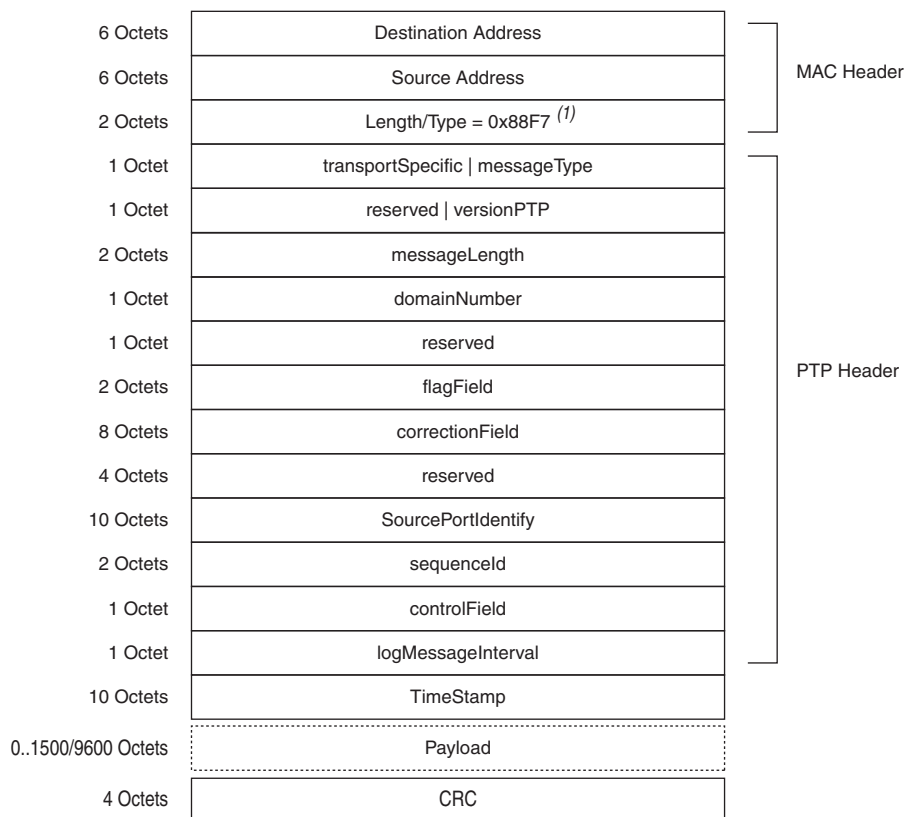 6 Octets Destination Address
MAC Header
6 Octets Source Address
2 Octets Length/Type = 0x88F7 (1)
1 Octet transportSpecific | messageType
1 Octet reserved | versionPTP
2 Octets messageLength
1 Octet domainNumber
1 Octet reserved
PTP Header
2 Octets flagField
8 Octets correctionField
4 Octets reserved
10 Octets SourcePortIdentify
2 Octets sequenceId
1 Octet controlField
1 Octet logMessageInterval
10 Octets TimeStamp
0..1500/9600 Octets Payload
4 Octets CRC